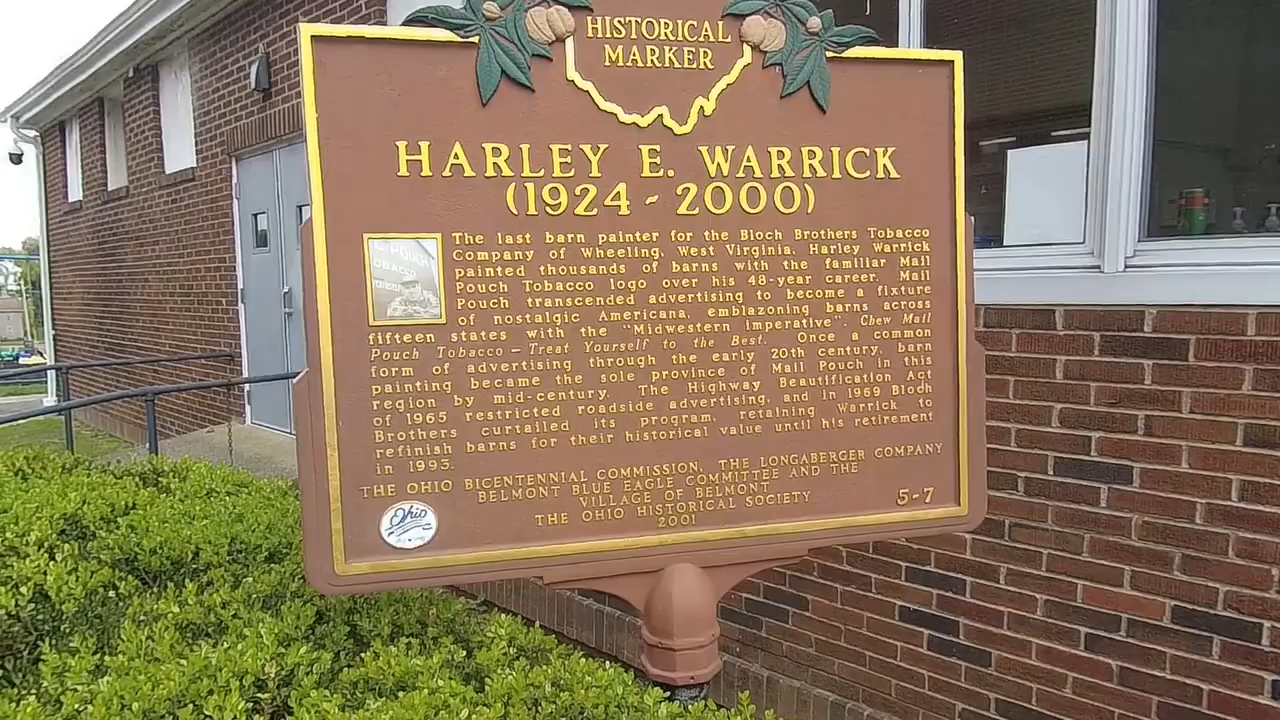 HISTORICAL
MARKER
HARLEY E. WARRICK
(1924 - 2000)
The last barn painter for the Bloch Brothers Tobacco
Company of Wheeling, West Virginia, Harley Warrick
painted thousands of barns with the familiar Mail
Pouch Tobacco logo over his 48-year career. Mail
Pouch transcended advertising to become a fixture
of nostalgic Americana, emblazoning barns across
fifteen states with the "Midwestern imperative", Chew Mail
Pouch Tobacco – Treat Yourself to the Best. Once a common
form of advertising through the early 20th century, barn
painting became the sole province of Mail Pouch in this
region by mid-century. The Highway Beautification Act
of 1965 restricted roadside advertising, and in 1969 Bloch
Brothers curtailed its program, retaining Warrick to
refinish barns for their historical value until his retirement
in 1993.
THE OHIO BICENTENNIAL COMMISSION, THE LONGABERGER COMPANY
BELMONT BLUE EAGLE COMMITTEE AND THE
VILLAGE OF BELMONT
THE OHIO HISTORICAL SOCIETY
2001
5-7
POUCH
TOBACCO
Ohio